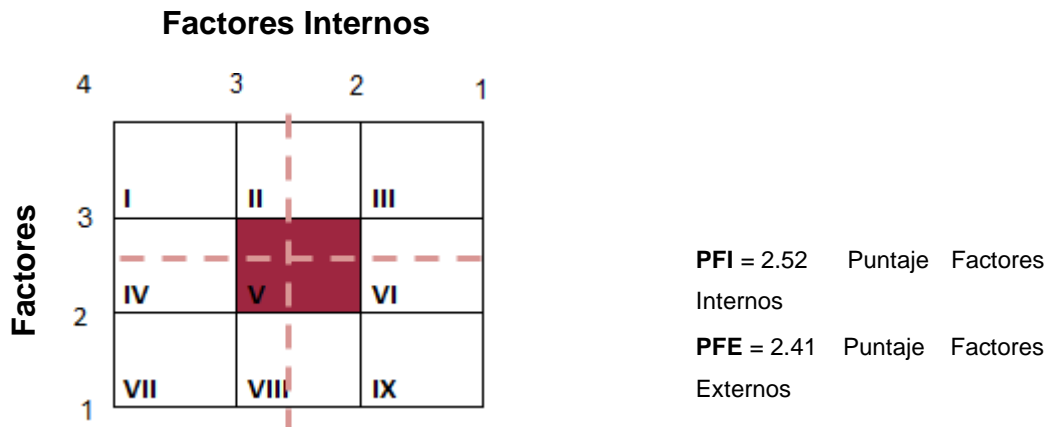 Factores Internos
4 3 2 1
I II III
3
IV V VI
2
VII VIII IX
1
Factores
PFI = 2.52 Puntaje Factores
Internos
PFE = 2.41 Puntaje Factores
Externos